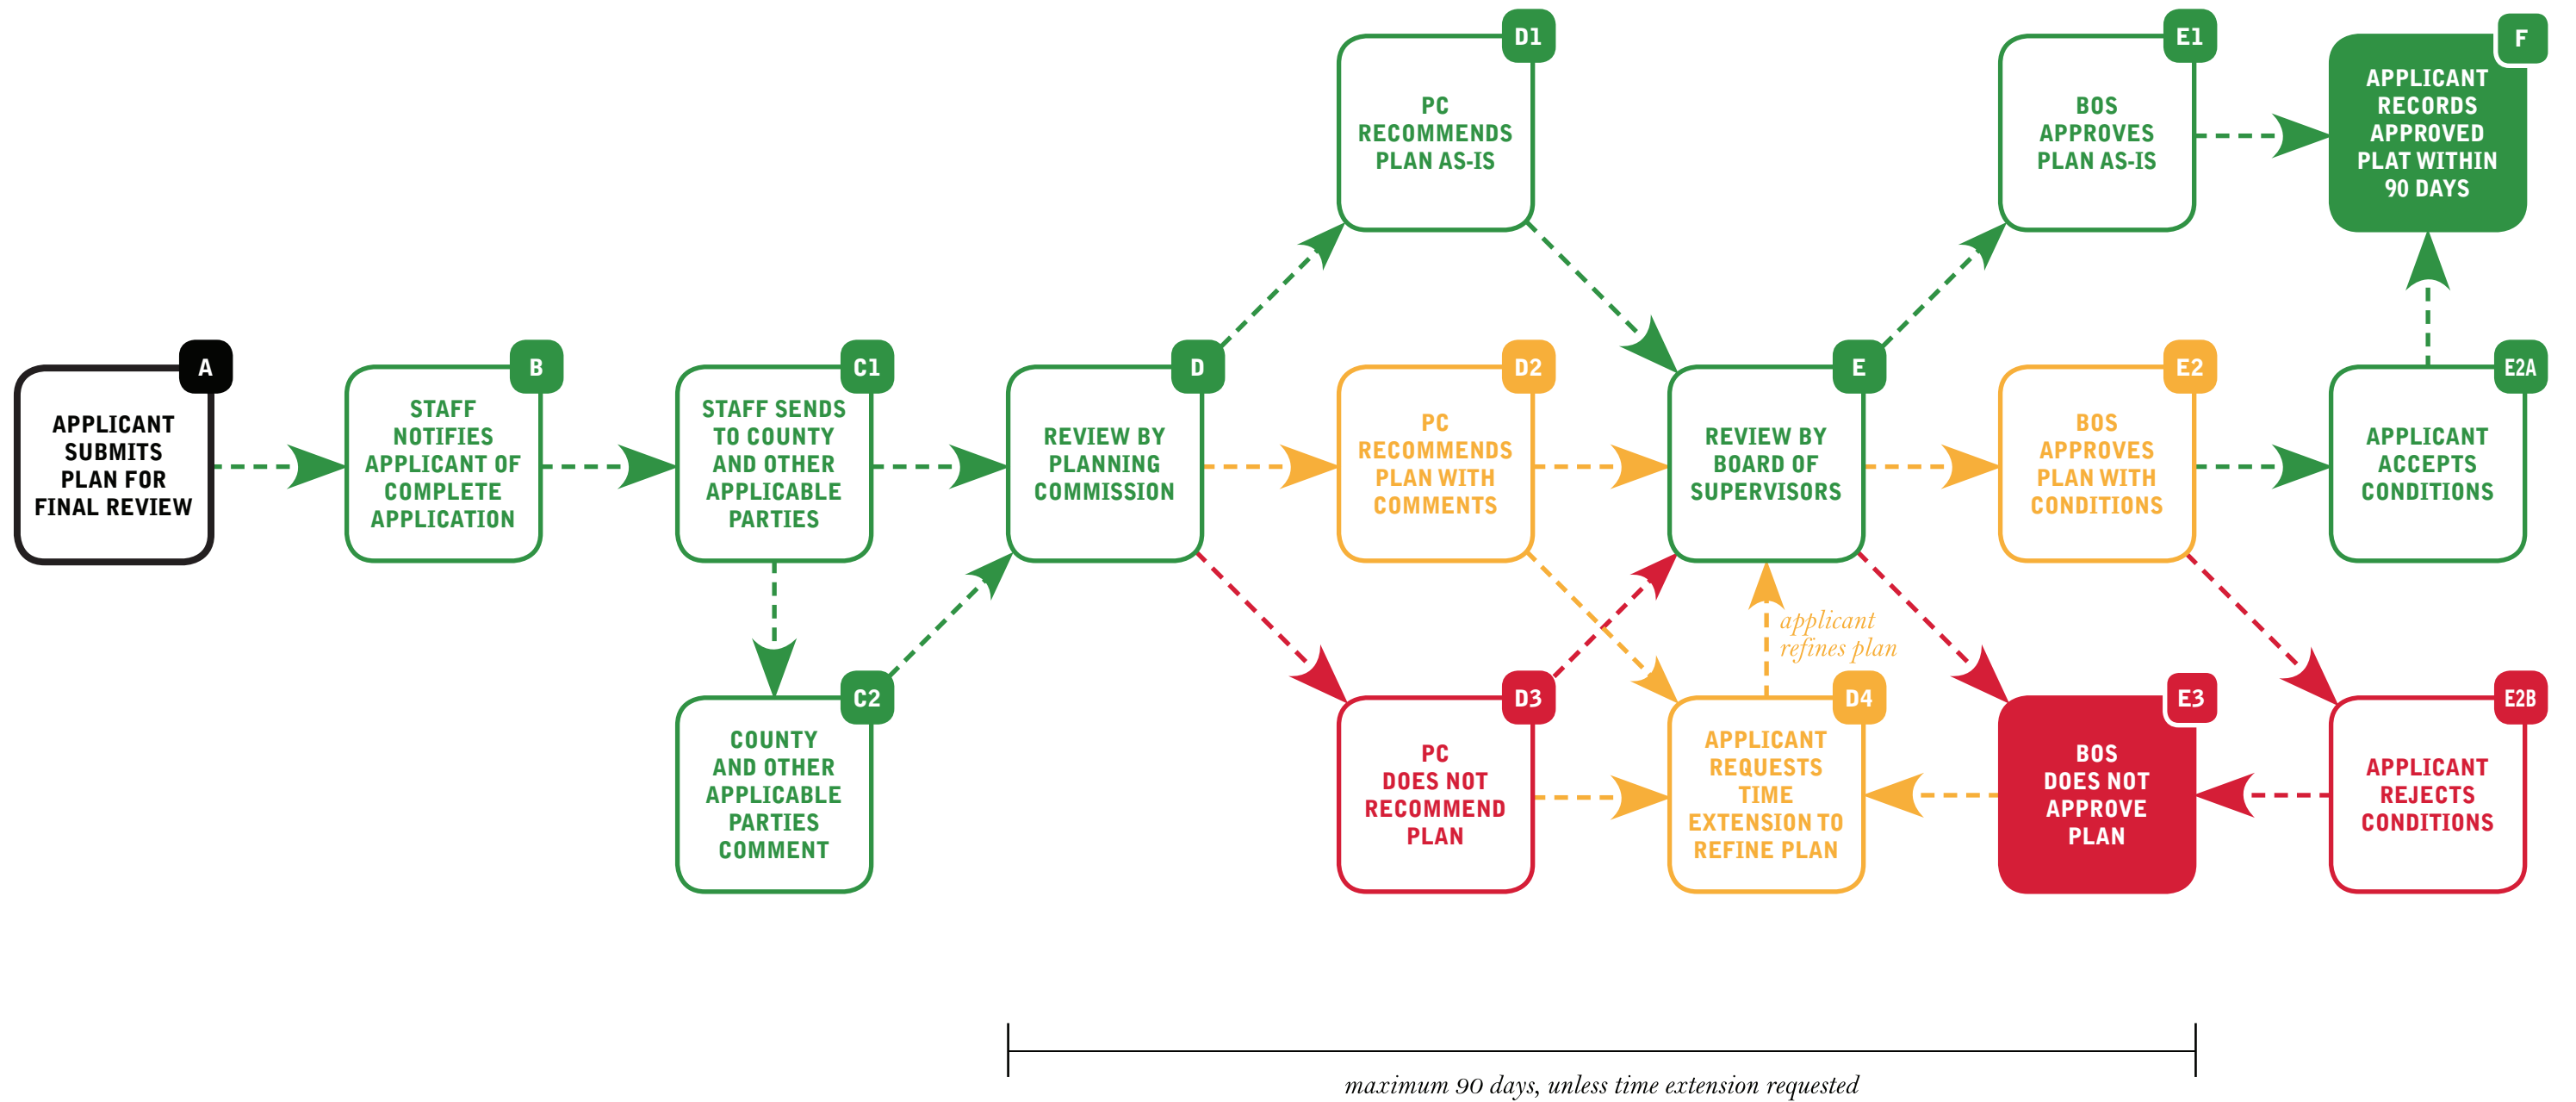 A
APPLICANT
SUBMITS
PLAN FOR
FINAL REVIEW
B
STAFF
NOTIFIES
APPLICANT OF
COMPLETE
APPLICATION
C1
STAFF SENDS
TO COUNTY
AND OTHER
APPLICABLE
PARTIES
C2
COUNTY
AND OTHER
APPLICABLE
PARTIES
COMMENT
D
REVIEW BY
PLANNING
COMMISSION
D1
PC
RECOMMENDS
PLAN AS-IS
D2
PC
RECOMMENDS
PLAN WITH
COMMENTS
D3
PC
DOES NOT
RECOMMEND
PLAN
D4
APPLICANT
REQUESTS
TIME
EXTENSION TO
REFINE PLAN
applicant
refines plan
E
REVIEW BY
BOARD OF
SUPERVISORS
E1
BOS
APPROVES
PLAN AS-IS
E2
BOS
APPROVES
PLAN WITH
CONDITIONS
E3
BOS
DOES NOT
APPROVE
PLAN
F
APPLICANT
RECORDS
APPROVED
PLAT WITHIN
90 DAYS
E2A
APPLICANT
ACCEPTS
CONDITIONS
E2B
APPLICANT
REJECTS
CONDITIONS
maximum 90 days, unless time extension requested